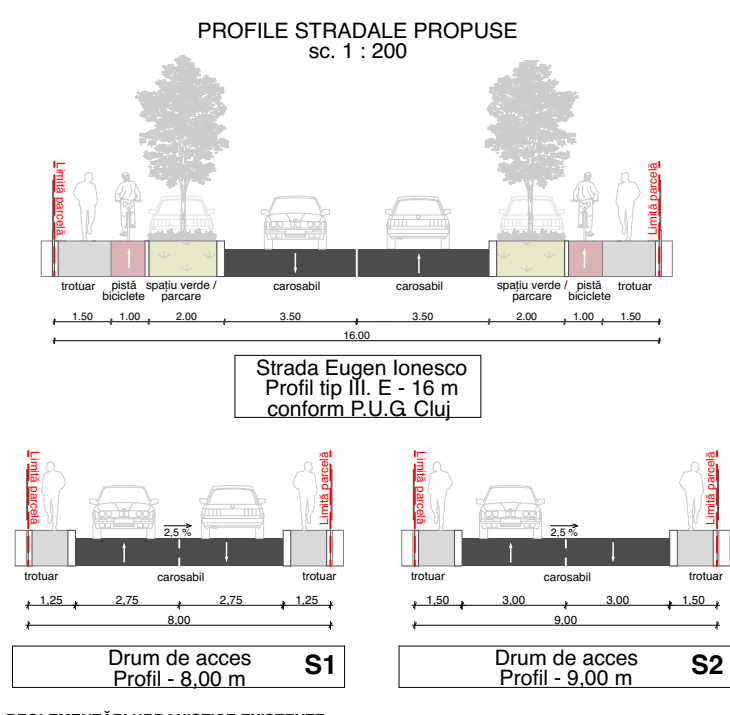 PROFILE STRADALE PROPUSE
sc. 1 : 200
Limită parcelă
Limită parcelă
trotuar
pistă
biciclete
spațiu verde /
parcare
carosabil
carosabil
spațiu verde /
parcare
pistă
biciclete
trotuar
1.50 1.00 2.00 3.50 3.50 2.00 1.00 1.50
16.00
Strada Eugen Ionesco
Profil tip III. E - 16 m
conform P.U.G. Cluj
Limită parcelă
Limită parcelă
2,5 %
trotuar carosabil trotuar
1,25 2,75 2,75 1,25
8,00
Drum de acces
Profil - 8,00 m
S1
Limită parcelă
Limită parcelă
2,5 %
trotuar carosabil trotuar
1,50 3,00 3,00 1,50
9,00
Drum de acces
Profil - 9,00 m
S2
REGLEMENTĂRI URBANISTICE EXISTENTE